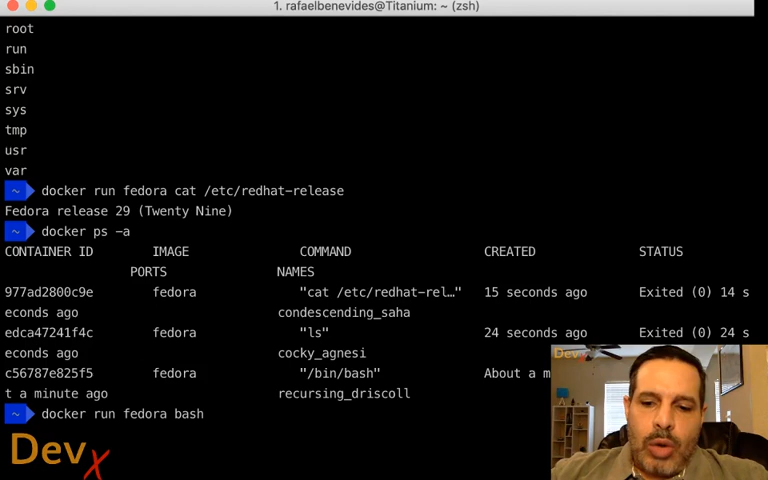 1. rafaelbenevides@Titanium: ~ (zsh)
root
run
sbin
srv
sys
tmp
usr
var
~ docker run fedora cat /etc/redhat-release
Fedora release 29 (Twenty Nine)
~ docker ps -a
CONTAINER ID IMAGE COMMAND CREATED STATUS
PORTS NAMES
977ad2800c9e fedora "cat /etc/redhat-rel…" 15 seconds ago Exited (0) 14 s
econds ago condescending_saha
edca47241f4c fedora "ls" 24 seconds ago Exited (0) 24 s
econds ago cocky_agnesi
c56787e825f5 fedora "/bin/bash" About a m
t a minute ago recursing_driscoll
~ docker run fedora bash
Devx
Dev